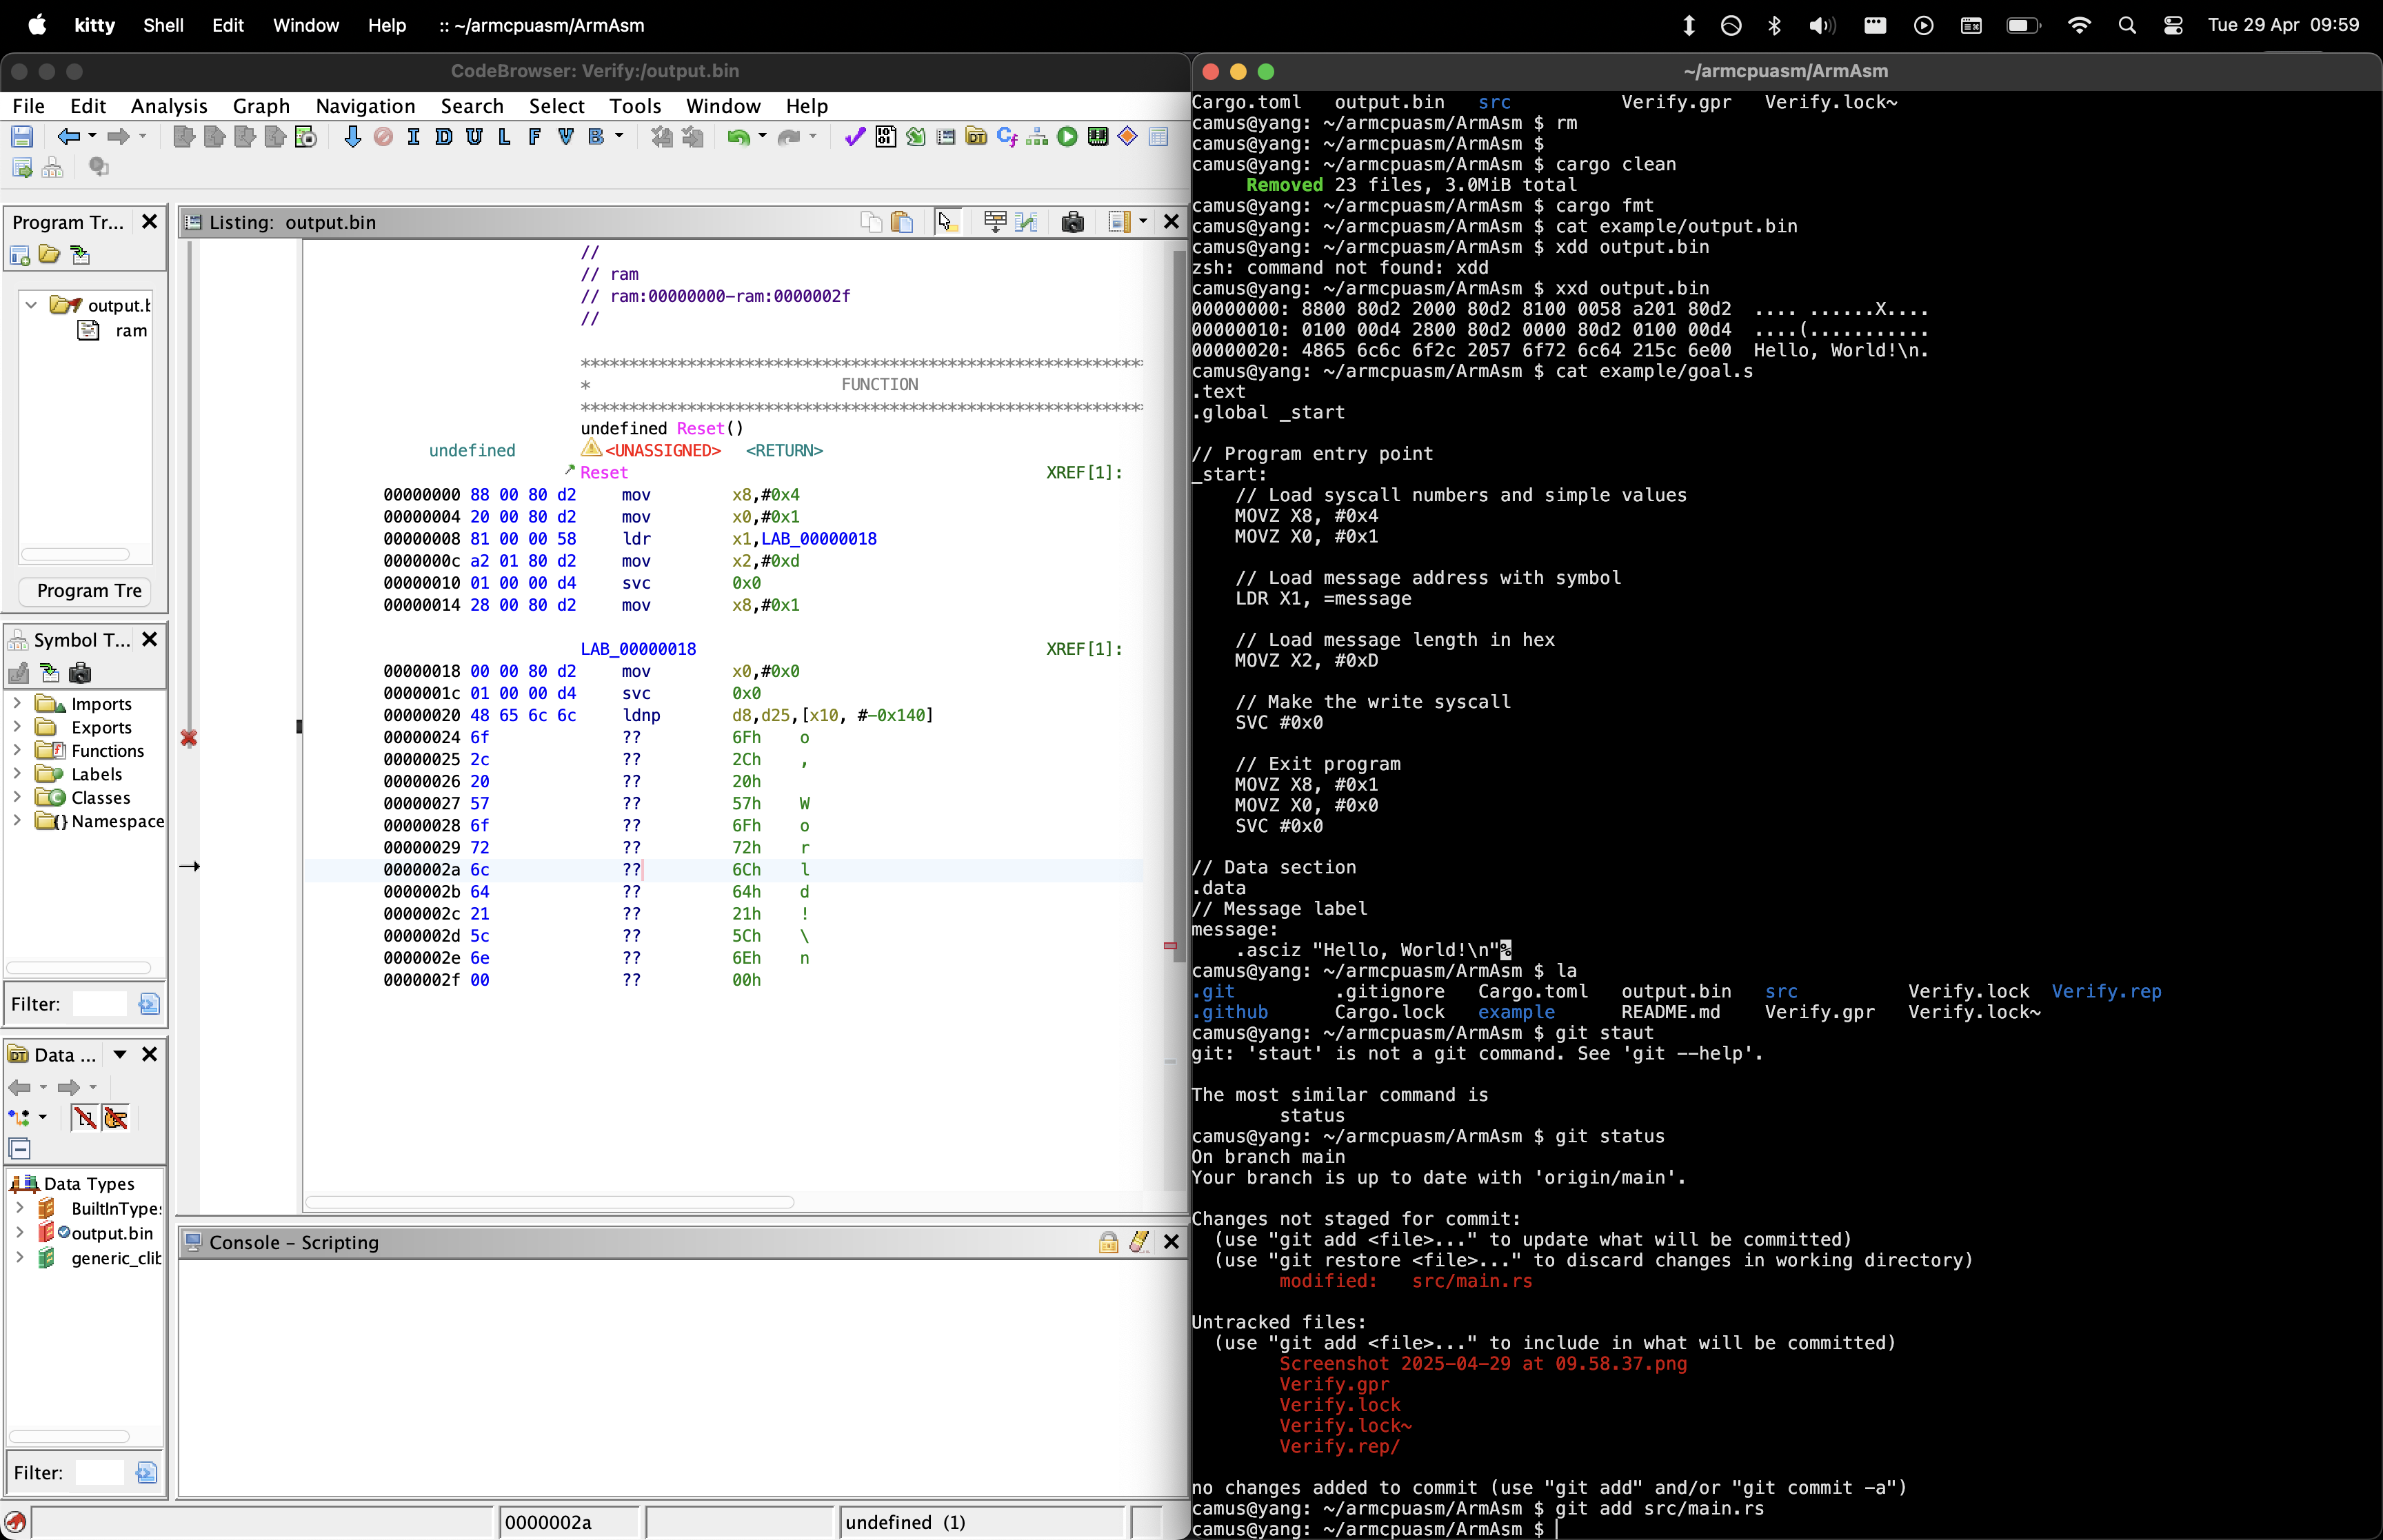 kitty Shell Edit Window Help :: ~/armcpuasm/ArmAsm Tue 29 Apr 09:59
CodeBrowser: Verify:/output.bin
File Edit Analysis Graph Navigation Search Select Tools Window Help
I D U L F V B
Program Tr...
output.b
ram
Program Tre
Symbol T...
Imports
Exports
Functions
Labels
Classes
Namespace
Filter:
Data ...
Data Types
BuiltInTypes
output.bin
generic_clib
Filter:
Listing: output.bin
//
// ram
// ram:00000000-ram:0000002f
//
* FUNCTION
undefined Reset()
undefined <UNASSIGNED> <RETURN>
Reset XREF[1]:
00000000 88 00 80 d2 mov x8,#0x4
00000004 20 00 80 d2 mov x0,#0x1
00000008 81 00 00 58 ldr x1,LAB_00000018
0000000c a2 01 80 d2 mov x2,#0xd
00000010 01 00 00 d4 svc 0x0
00000014 28 00 80 d2 mov x8,#0x1
LAB_00000018 XREF[1]:
00000018 00 00 80 d2 mov x0,#0x0
0000001c 01 00 00 d4 svc 0x0
00000020 48 65 6c 6c ldnp d8,d25,[x10, #-0x140]
00000024 6f ?? 6Fh o
00000025 2c ?? 2Ch ,
00000026 20 ?? 20h
00000027 57 ?? 57h W
00000028 6f ?? 6Fh o
00000029 72 ?? 72h r
0000002a 6c ?? 6Ch l
0000002b 64 ?? 64h d
0000002c 21 ?? 21h !
0000002d 5c ?? 5Ch \
0000002e 6e ?? 6Eh n
0000002f 00 ?? 00h
Console - Scripting
0000002a undefined (1)
~/armcpuasm/ArmAsm
Cargo.toml output.bin src Verify.gpr Verify.lock~
camus@yang: ~/armcpuasm/ArmAsm $ rm
camus@yang: ~/armcpuasm/ArmAsm $
camus@yang: ~/armcpuasm/ArmAsm $ cargo clean
Removed 23 files, 3.0MiB total
camus@yang: ~/armcpuasm/ArmAsm $ cargo fmt
camus@yang: ~/armcpuasm/ArmAsm $ cat example/output.bin
camus@yang: ~/armcpuasm/ArmAsm $ xdd output.bin
zsh: command not found: xdd
camus@yang: ~/armcpuasm/ArmAsm $ xxd output.bin
00000000: 8800 80d2 2000 80d2 8100 0058 a201 80d2 .... ......X....
00000010: 0100 00d4 2800 80d2 0000 80d2 0100 00d4 ....(...........
00000020: 4865 6c6c 6f2c 2057 6f72 6c64 215c 6e00 Hello, World!\n.
camus@yang: ~/armcpuasm/ArmAsm $ cat example/goal.s
.text
.global _start
// Program entry point
_start:
// Load syscall numbers and simple values
MOVZ X8, #0x4
MOVZ X0, #0x1
// Load message address with symbol
LDR X1, =message
// Load message length in hex
MOVZ X2, #0xD
// Make the write syscall
SVC #0x0
// Exit program
MOVZ X8, #0x1
MOVZ X0, #0x0
SVC #0x0
// Data section
.data
// Message label
message:
.asciz "Hello, World!\n"%
camus@yang: ~/armcpuasm/ArmAsm $ la
.git .gitignore Cargo.toml output.bin src Verify.lock Verify.rep
.github Cargo.lock example README.md Verify.gpr Verify.lock~
camus@yang: ~/armcpuasm/ArmAsm $ git staut
git: 'staut' is not a git command. See 'git --help'.
The most similar command is
status
camus@yang: ~/armcpuasm/ArmAsm $ git status
On branch main
Your branch is up to date with 'origin/main'.
Changes not staged for commit:
(use "git add <file>..." to update what will be committed)
(use "git restore <file>..." to discard changes in working directory)
modified: src/main.rs
Untracked files:
(use "git add <file>..." to include in what will be committed)
Screenshot 2025-04-29 at 09.58.37.png
Verify.gpr
Verify.lock
Verify.lock~
Verify.rep/
no changes added to commit (use "git add" and/or "git commit -a")
camus@yang: ~/armcpuasm/ArmAsm $ git add src/main.rs
camus@yang: ~/armcpuasm/ArmAsm $